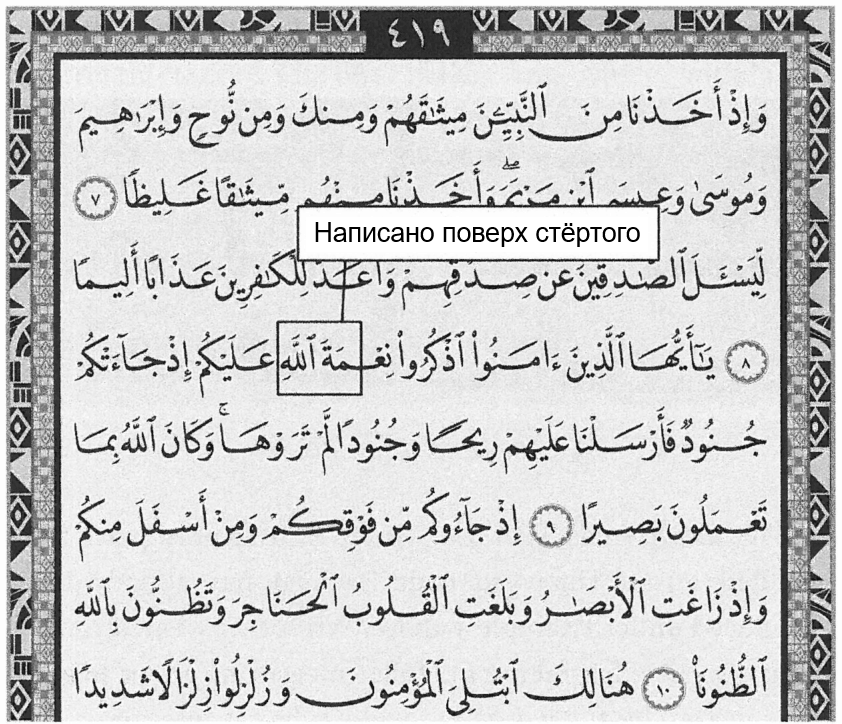 ٤١٩
وَإِذْ أَخَذْنَا مِنَ ٱلنَّبِيِّـۧنَ مِيثَٰقَهُمْ وَمِنكَ وَمِن نُّوحٍ وَإِبْرَٰهِيمَ
وَمُوسَىٰ وَعِيسَى ٱبْنِ مَرْيَمَ ۖ وَأَخَذْنَا مِنْهُم مِّيثَٰقًا غَلِيظًا ٧
Написано поверх стёртого
لِّيَسْـَٔلَ ٱلصَّٰدِقِينَ عَن صِدْقِهِمْ وَأَعَدَّ لِلْكَٰفِرِينَ عَذَابًا أَلِيمًا
٨ يَٰٓأَيُّهَا ٱلَّذِينَ ءَامَنُوا۟ ٱذْكُرُوا۟ نِعْمَةَ ٱللَّهِ عَلَيْكُمْ إِذْ جَآءَتْكُمْ
جُنُودٌ فَأَرْسَلْنَا عَلَيْهِمْ رِيحًا وَجُنُودًا لَّمْ تَرَوْهَا ۚ وَكَانَ ٱللَّهُ بِمَا
تَعْمَلُونَ بَصِيرًا ٩ إِذْ جَآءُوكُم مِّن فَوْقِكُمْ وَمِنْ أَسْفَلَ مِنكُمْ
وَإِذْ زَاغَتِ ٱلْأَبْصَٰرُ وَبَلَغَتِ ٱلْقُلُوبُ ٱلْحَنَاجِرَ وَتَظُنُّونَ بِٱللَّهِ
ٱلظُّنُونَا۠ ١٠ هُنَالِكَ ٱبْتُلِىَ ٱلْمُؤْمِنُونَ وَزُلْزِلُوا۟ زِلْزَالًا شَدِيدًا